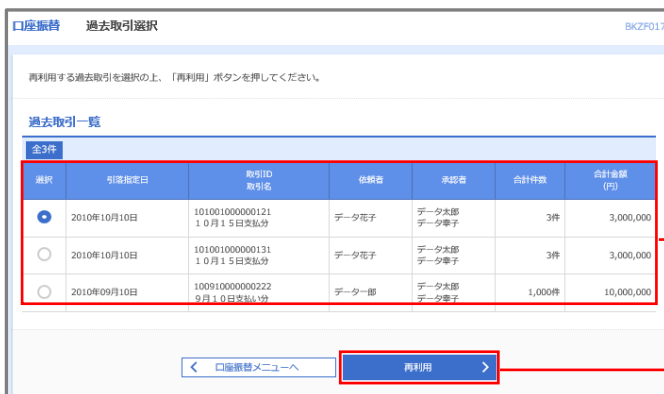 口座振替 過去取引選択 BKZF017
再利用する過去取引を選択の上、「再利用」ボタンを押してください。
過去取引一覧
全3件
選択 引落指定日 取引ID 取引名 依頼者 承認者 合計件数 合計金額 (円)
2010年10月10日 101001000000121 データ花子 データ太郎 3件 3,000,000
10月15日支払分 データ幸子
2010年10月10日 101001000000131 データ花子 データ太郎 3件 3,000,000
10月15日支払分 データ幸子
2010年09月10日 100910000000222 データ一郎 データ太郎 1,000件 10,000,000
9月10日支払い分 データ幸子
口座振替メニューへ 再利用